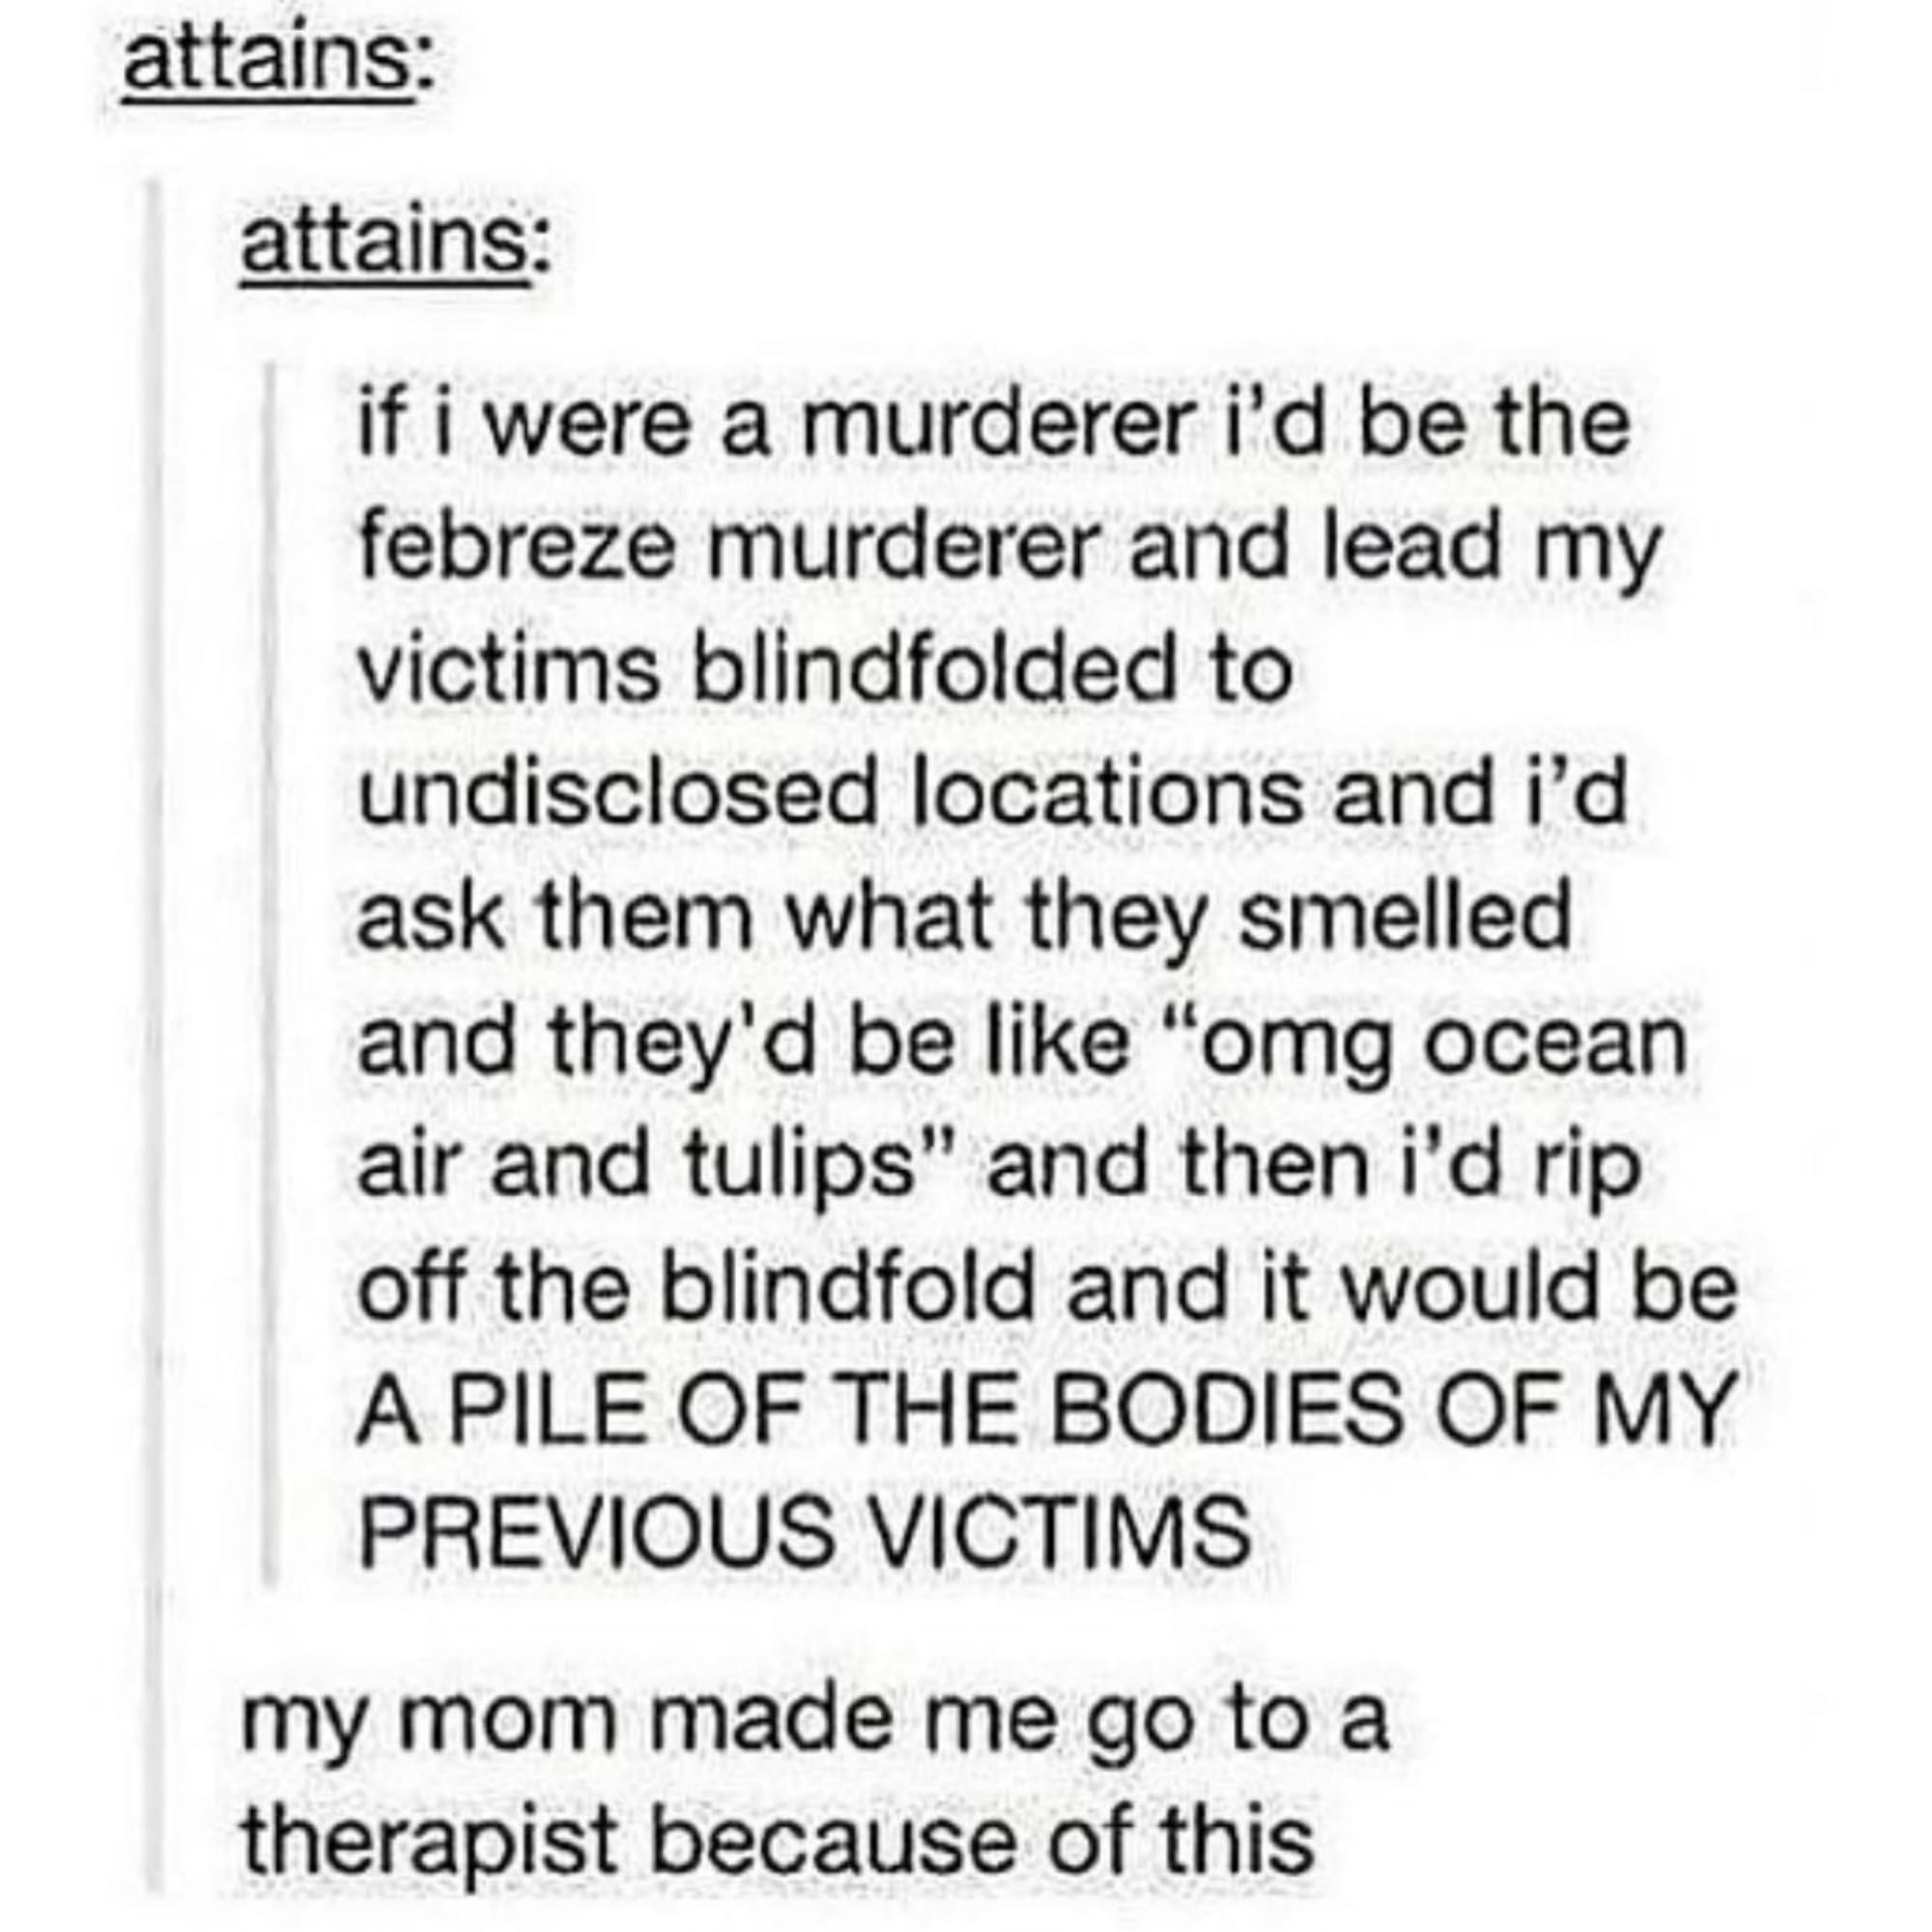 attains:
attains:
if i were a murderer i’d be the
febreze murderer and lead my
victims blindfolded to
undisclosed locations and i’d
ask them what they smelled
and they'd be like “omg ocean
air and tulips” and then i’d rip
off the blindfold and it would be
A PILE OF THE BODIES OF MY
PREVIOUS VICTIMS
my mom made me go to a
therapist because of this